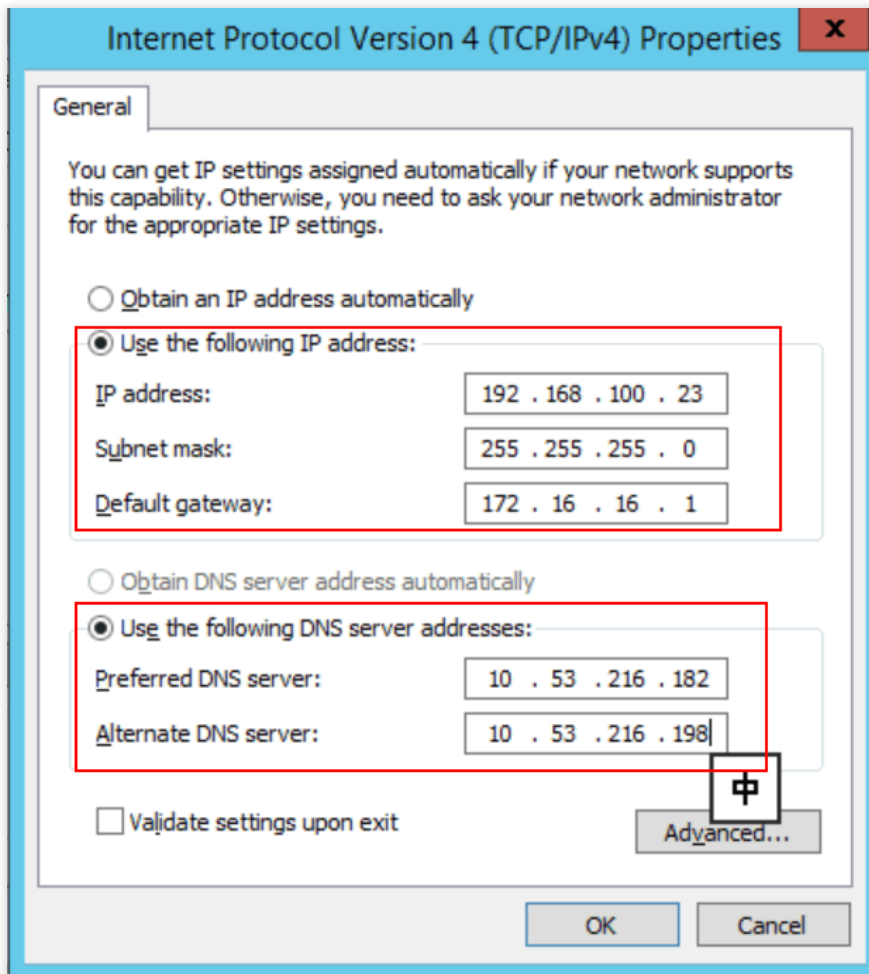 Internet Protocol Version 4 (TCP/IPv4) Properties
x
General
You can get IP settings assigned automatically if your network supports
this capability. Otherwise, you need to ask your network administrator
for the appropriate IP settings.
Obtain an IP address automatically
Use the following IP address:
IP address: 192 . 168 . 100 . 23
Subnet mask: 255 . 255 . 255 . 0
Default gateway: 172 . 16 . 16 . 1
Obtain DNS server address automatically
Use the following DNS server addresses:
Preferred DNS server: 10 . 53 . 216 . 182
Alternate DNS server: 10 . 53 . 216 . 198
中
Validate settings upon exit
Advanced...
OK Cancel